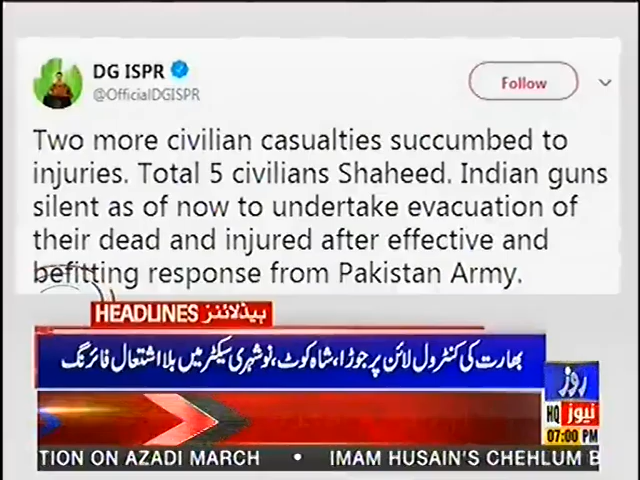 DG ISPR
@OfficialDGISPR
Follow
Two more civilian casualties succumbed to
injuries. Total 5 civilians Shaheed. Indian guns
silent as of now to undertake evacuation of
their dead and injured after effective and
befitting response from Pakistan Army.
HEADLINES ہیڈلائنز
بھارت کی کنٹرول لائن پر جوڑا، شاہ کوٹ، نوشہری سیکٹر میں بلااشتعال فائرنگ
روز
HQ نیوز
07:00 PM
TION ON AZADI MARCH • IMAM HUSAIN'S CHEHLUM B